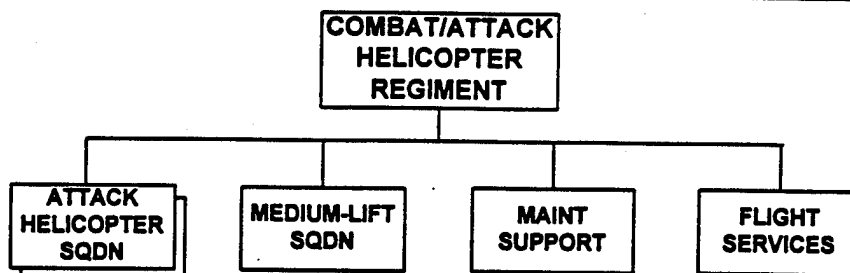 COMBAT/ATTACK
HELICOPTER
REGIMENT
ATTACK
HELICOPTER
SQDN
MEDIUM-LIFT
SQDN
MAINT
SUPPORT
FLIGHT
SERVICES